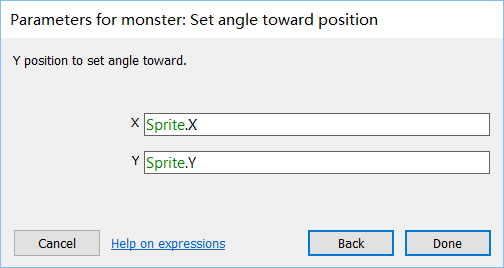 Parameters for monster: Set angle toward position
Y position to set angle toward.
X Sprite.X
Y Sprite.Y
Cancel Help on expressions Back Done